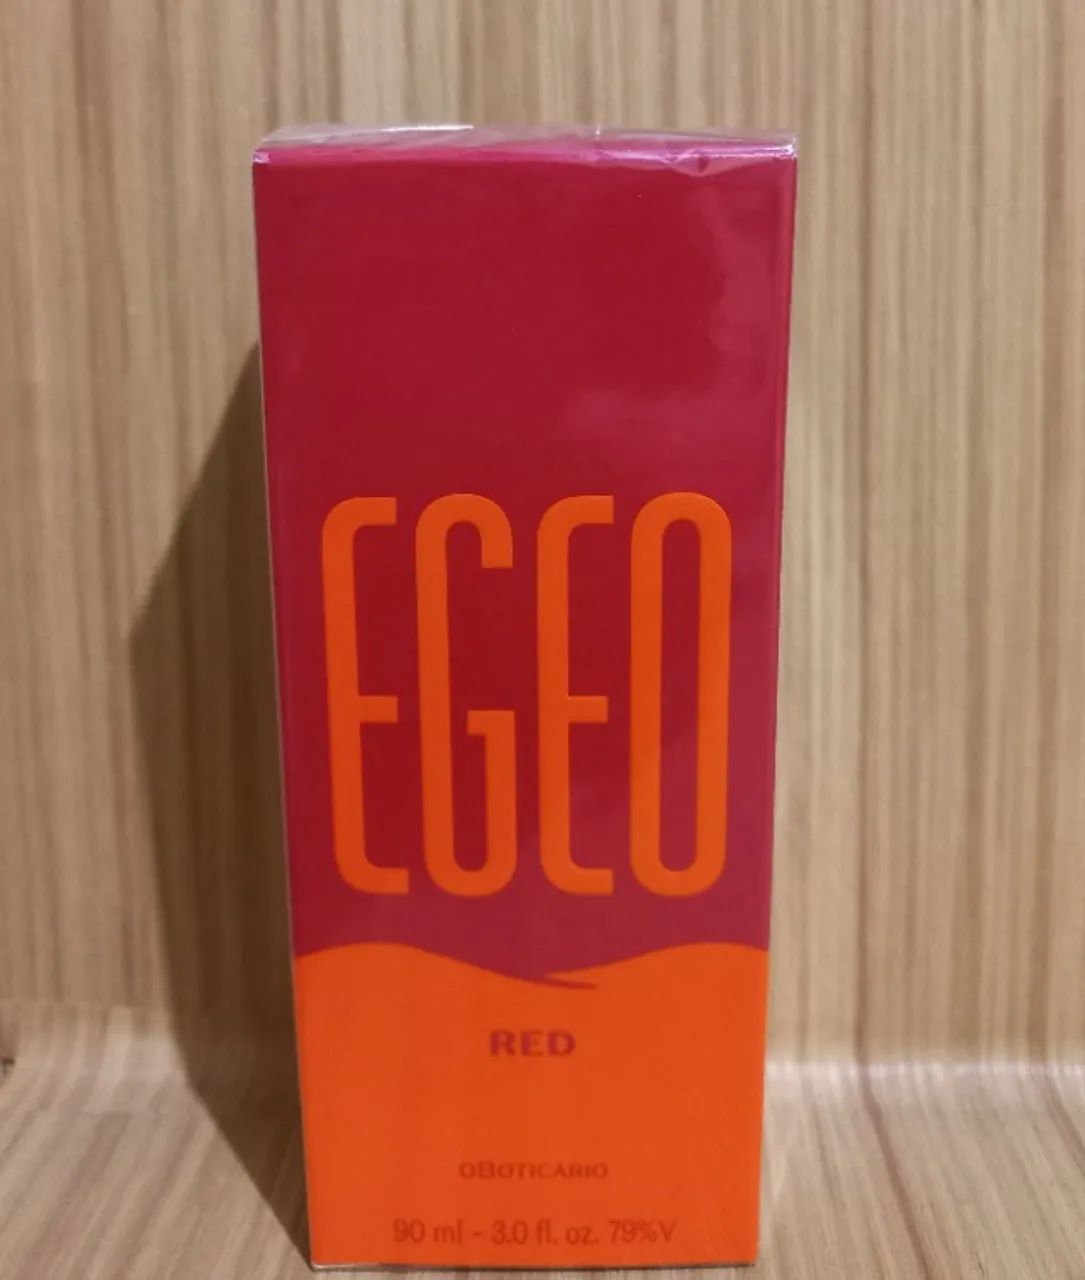 EGEO
RED
oBOTICARIO
90 ml - 3.0 fl. oz. 79%V